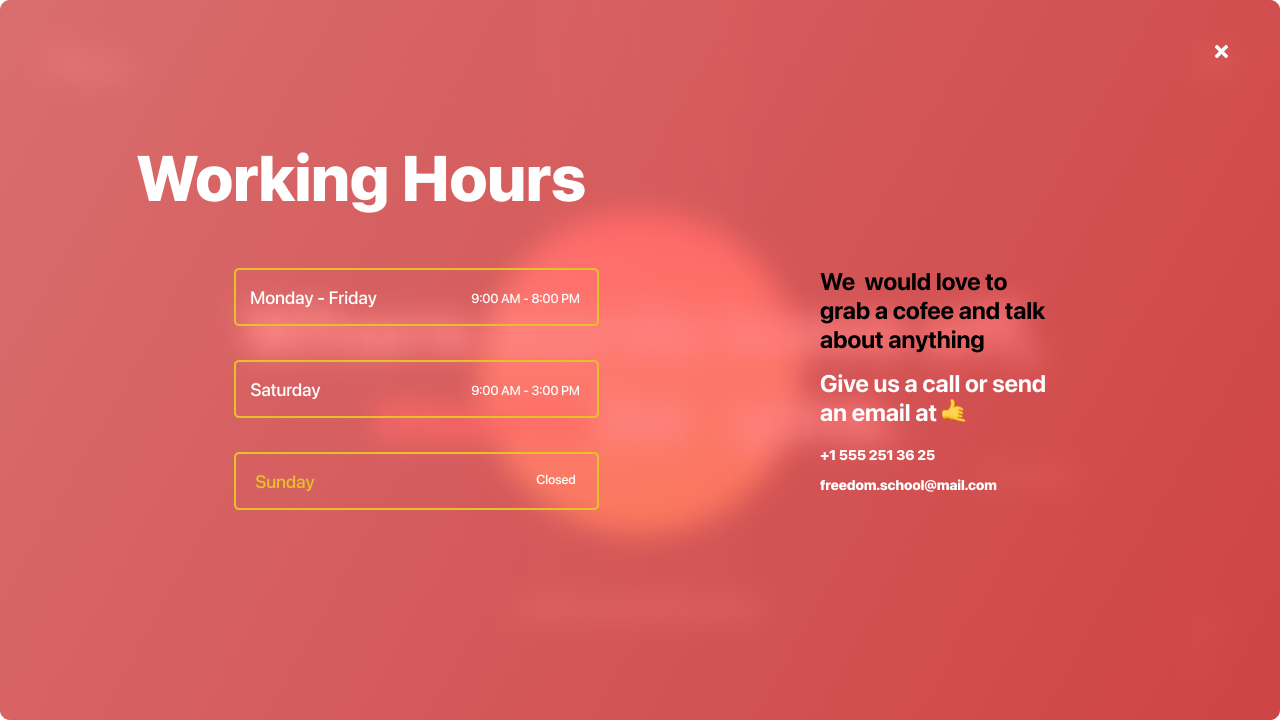 Working Hours
Monday - Friday 9:00 AM - 8:00 PM
Saturday 9:00 AM - 3:00 PM
Sunday Closed
We  would love to
grab a cofee and talk
about anything
Give us a call or send
an email at 🤙
+1 555 251 36 25
freedom.school@mail.com